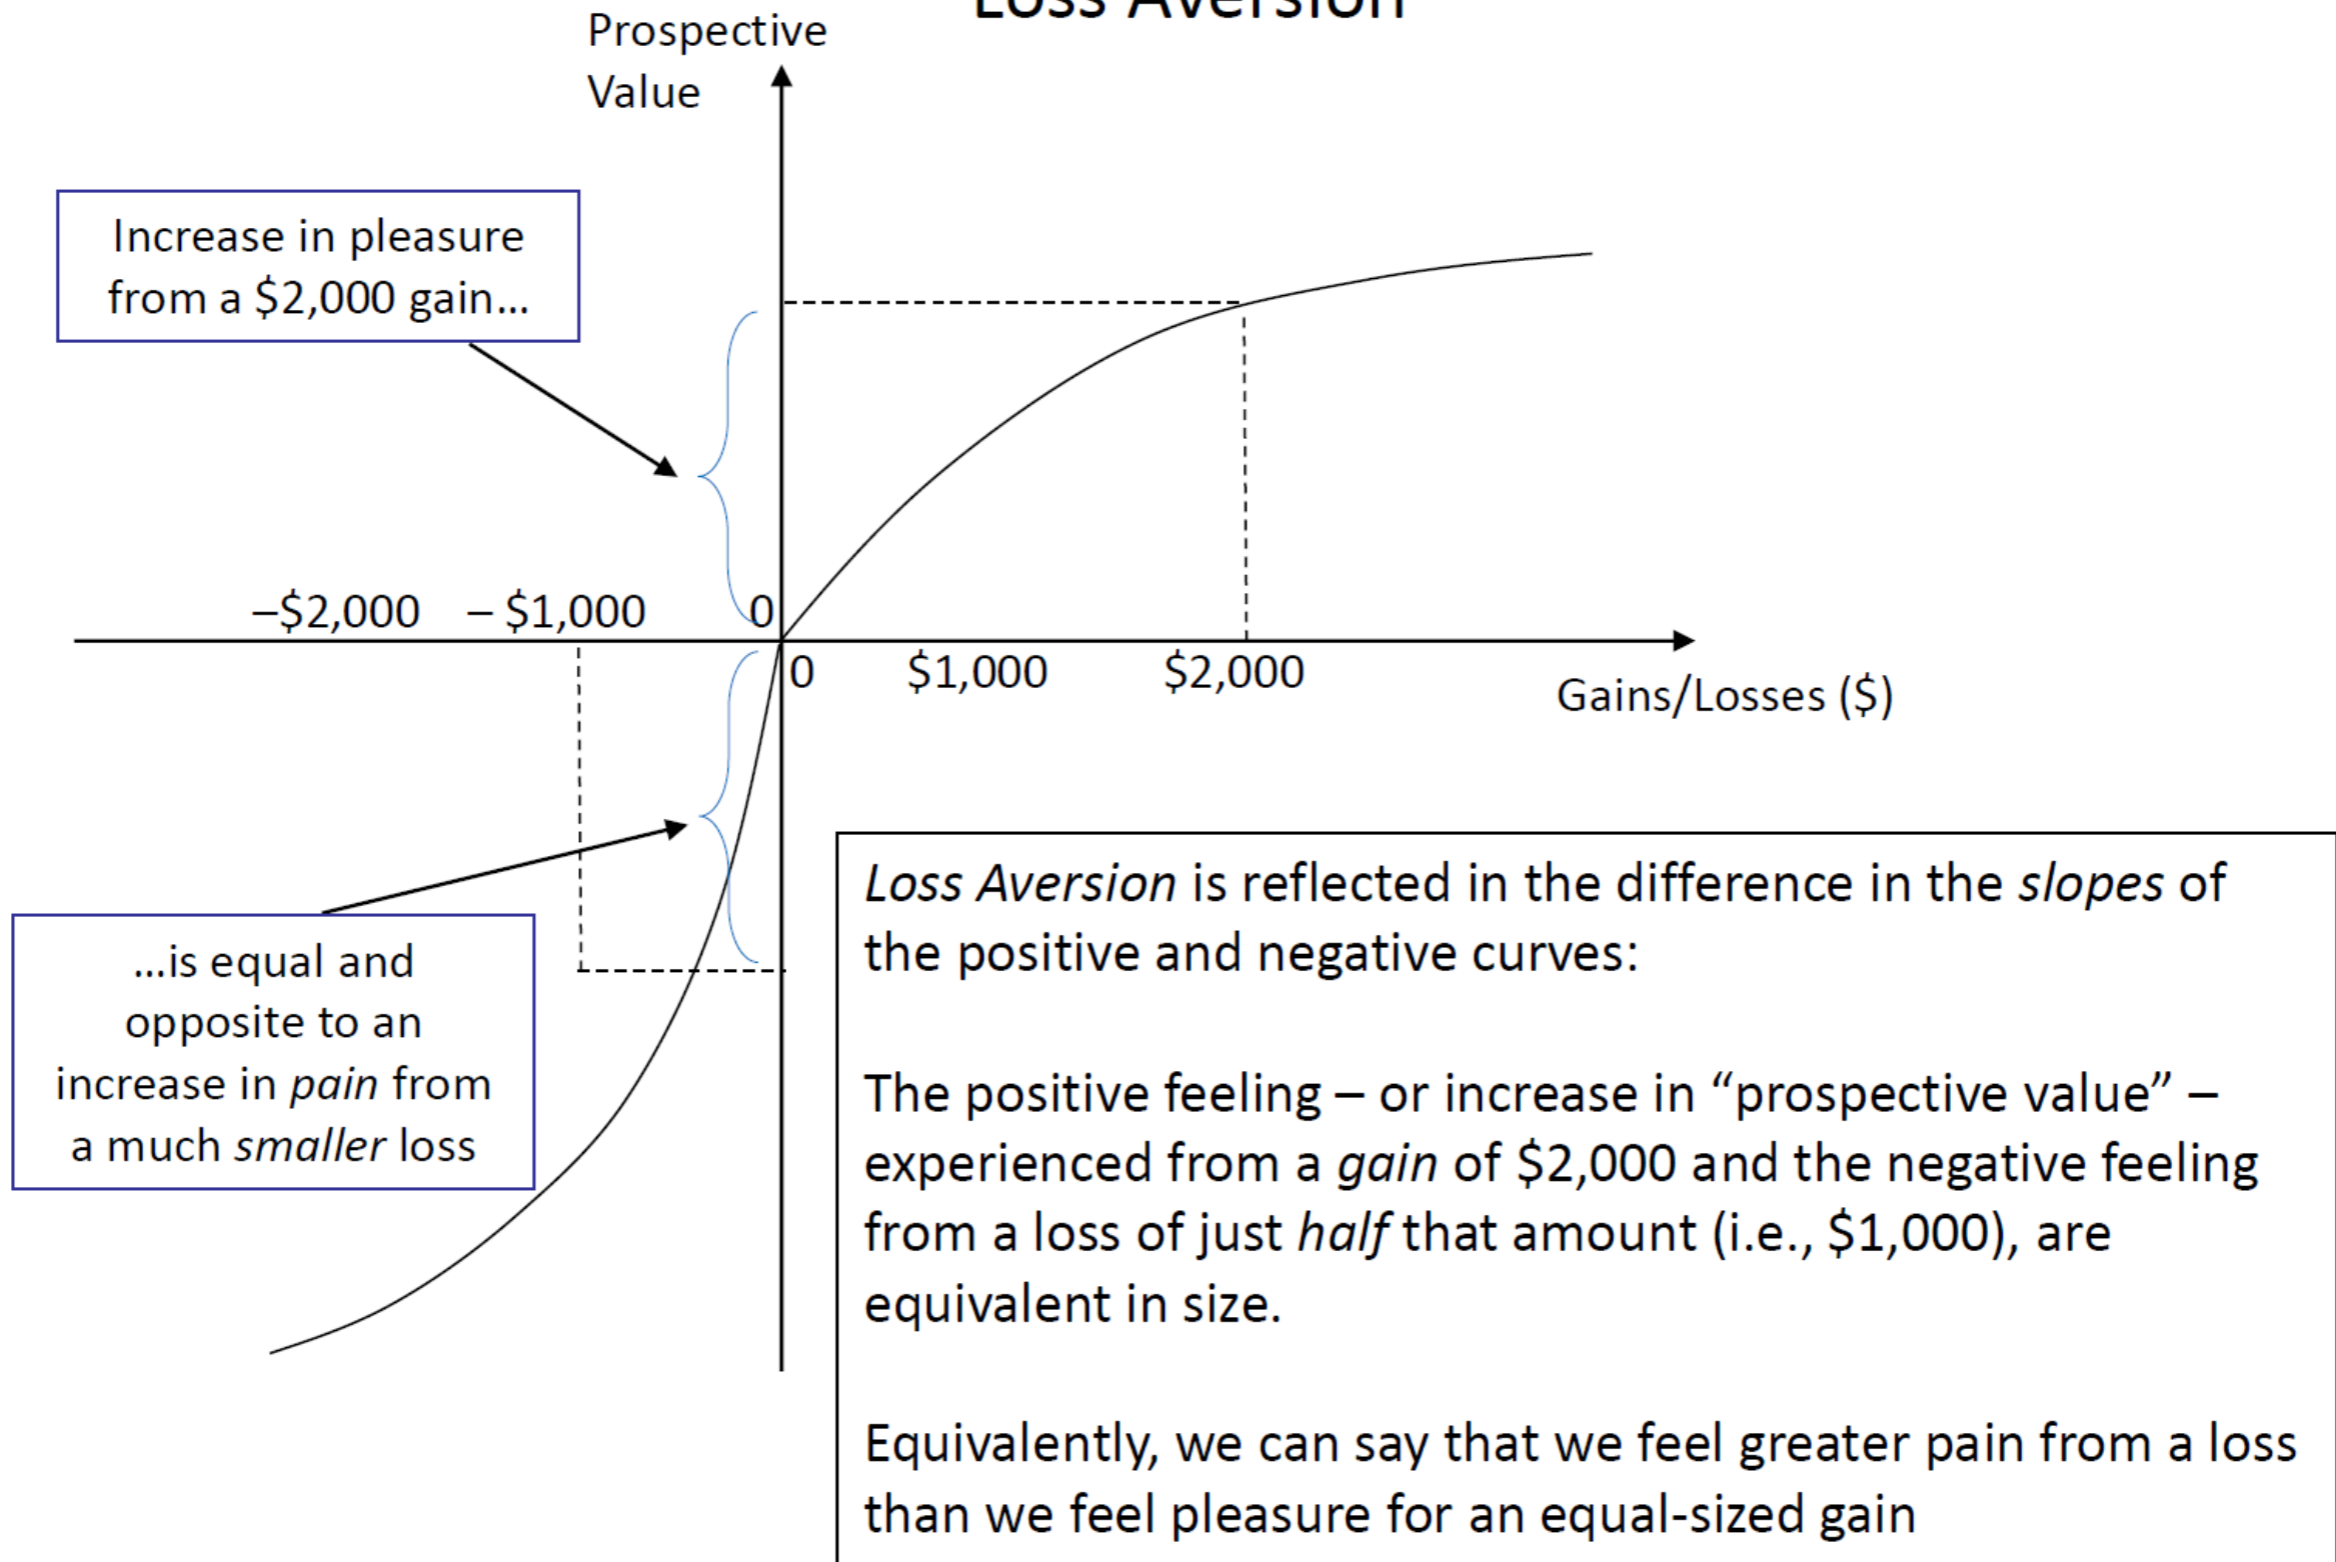 Loss Aversion
Prospective
Value
Increase in pleasure
from a $2,000 gain...
–$2,000
– $1,000
0
0
$1,000
$2,000
Gains/Losses ($)
...is equal and
opposite to an
increase in pain from
a much smaller loss
Loss Aversion is reflected in the difference in the slopes of
the positive and negative curves:
The positive feeling – or increase in “prospective value” –
experienced from a gain of $2,000 and the negative feeling
from a loss of just half that amount (i.e., $1,000), are
equivalent in size.
Equivalently, we can say that we feel greater pain from a loss
than we feel pleasure for an equal-sized gain